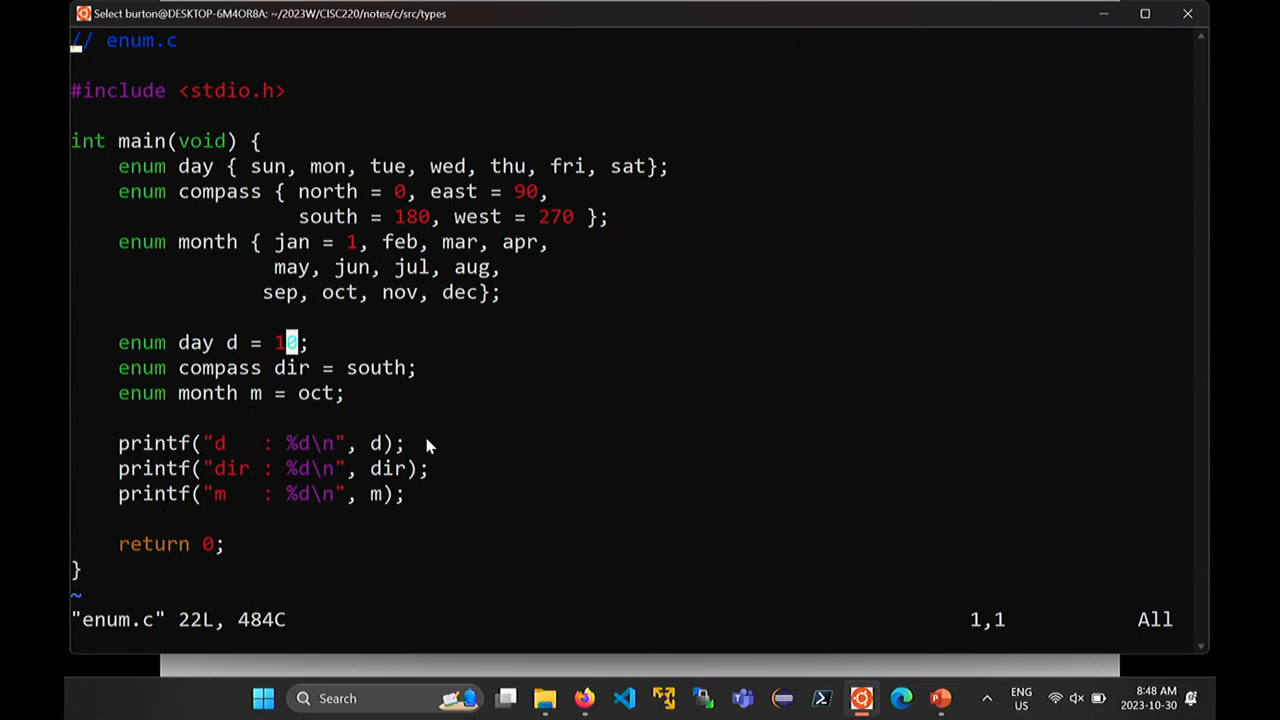 Select burton@DESKTOP-6M4OR8A: ~/2023W/CISC220/notes/c/src/types
// enum.c
#include <stdio.h>
int main(void) {
    enum day { sun, mon, tue, wed, thu, fri, sat};
    enum compass { north = 0, east = 90,
                   south = 180, west = 270 };
    enum month { jan = 1, feb, mar, apr,
                 may, jun, jul, aug,
                sep, oct, nov, dec};
    enum day d = 10;
    enum compass dir = south;
    enum month m = oct;
    printf("d   : %d\n", d);
    printf("dir : %d\n", dir);
    printf("m   : %d\n", m);
    return 0;
}
~
"enum.c" 22L, 484C 1,1 All
Search ENG US 8:48 AM 2023-10-30